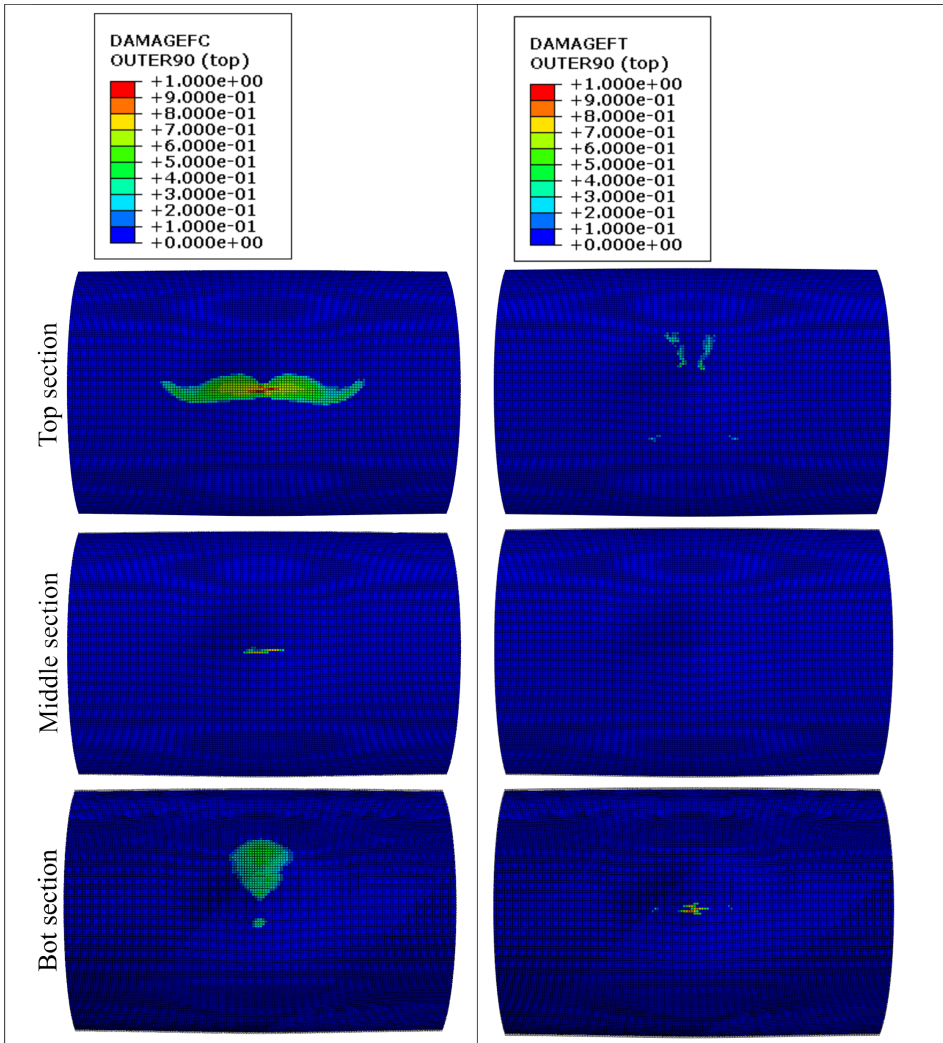 DAMAGEFC
OUTER90 (top)
+1.000e+00
+9.000e-01
+8.000e-01
+7.000e-01
+6.000e-01
+5.000e-01
+4.000e-01
+3.000e-01
+2.000e-01
+1.000e-01
+0.000e+00
DAMAGEFT
OUTER90 (top)
+1.000e+00
+9.000e-01
+8.000e-01
+7.000e-01
+6.000e-01
+5.000e-01
+4.000e-01
+3.000e-01
+2.000e-01
+1.000e-01
+0.000e+00
Top section
Middle section
Bot section